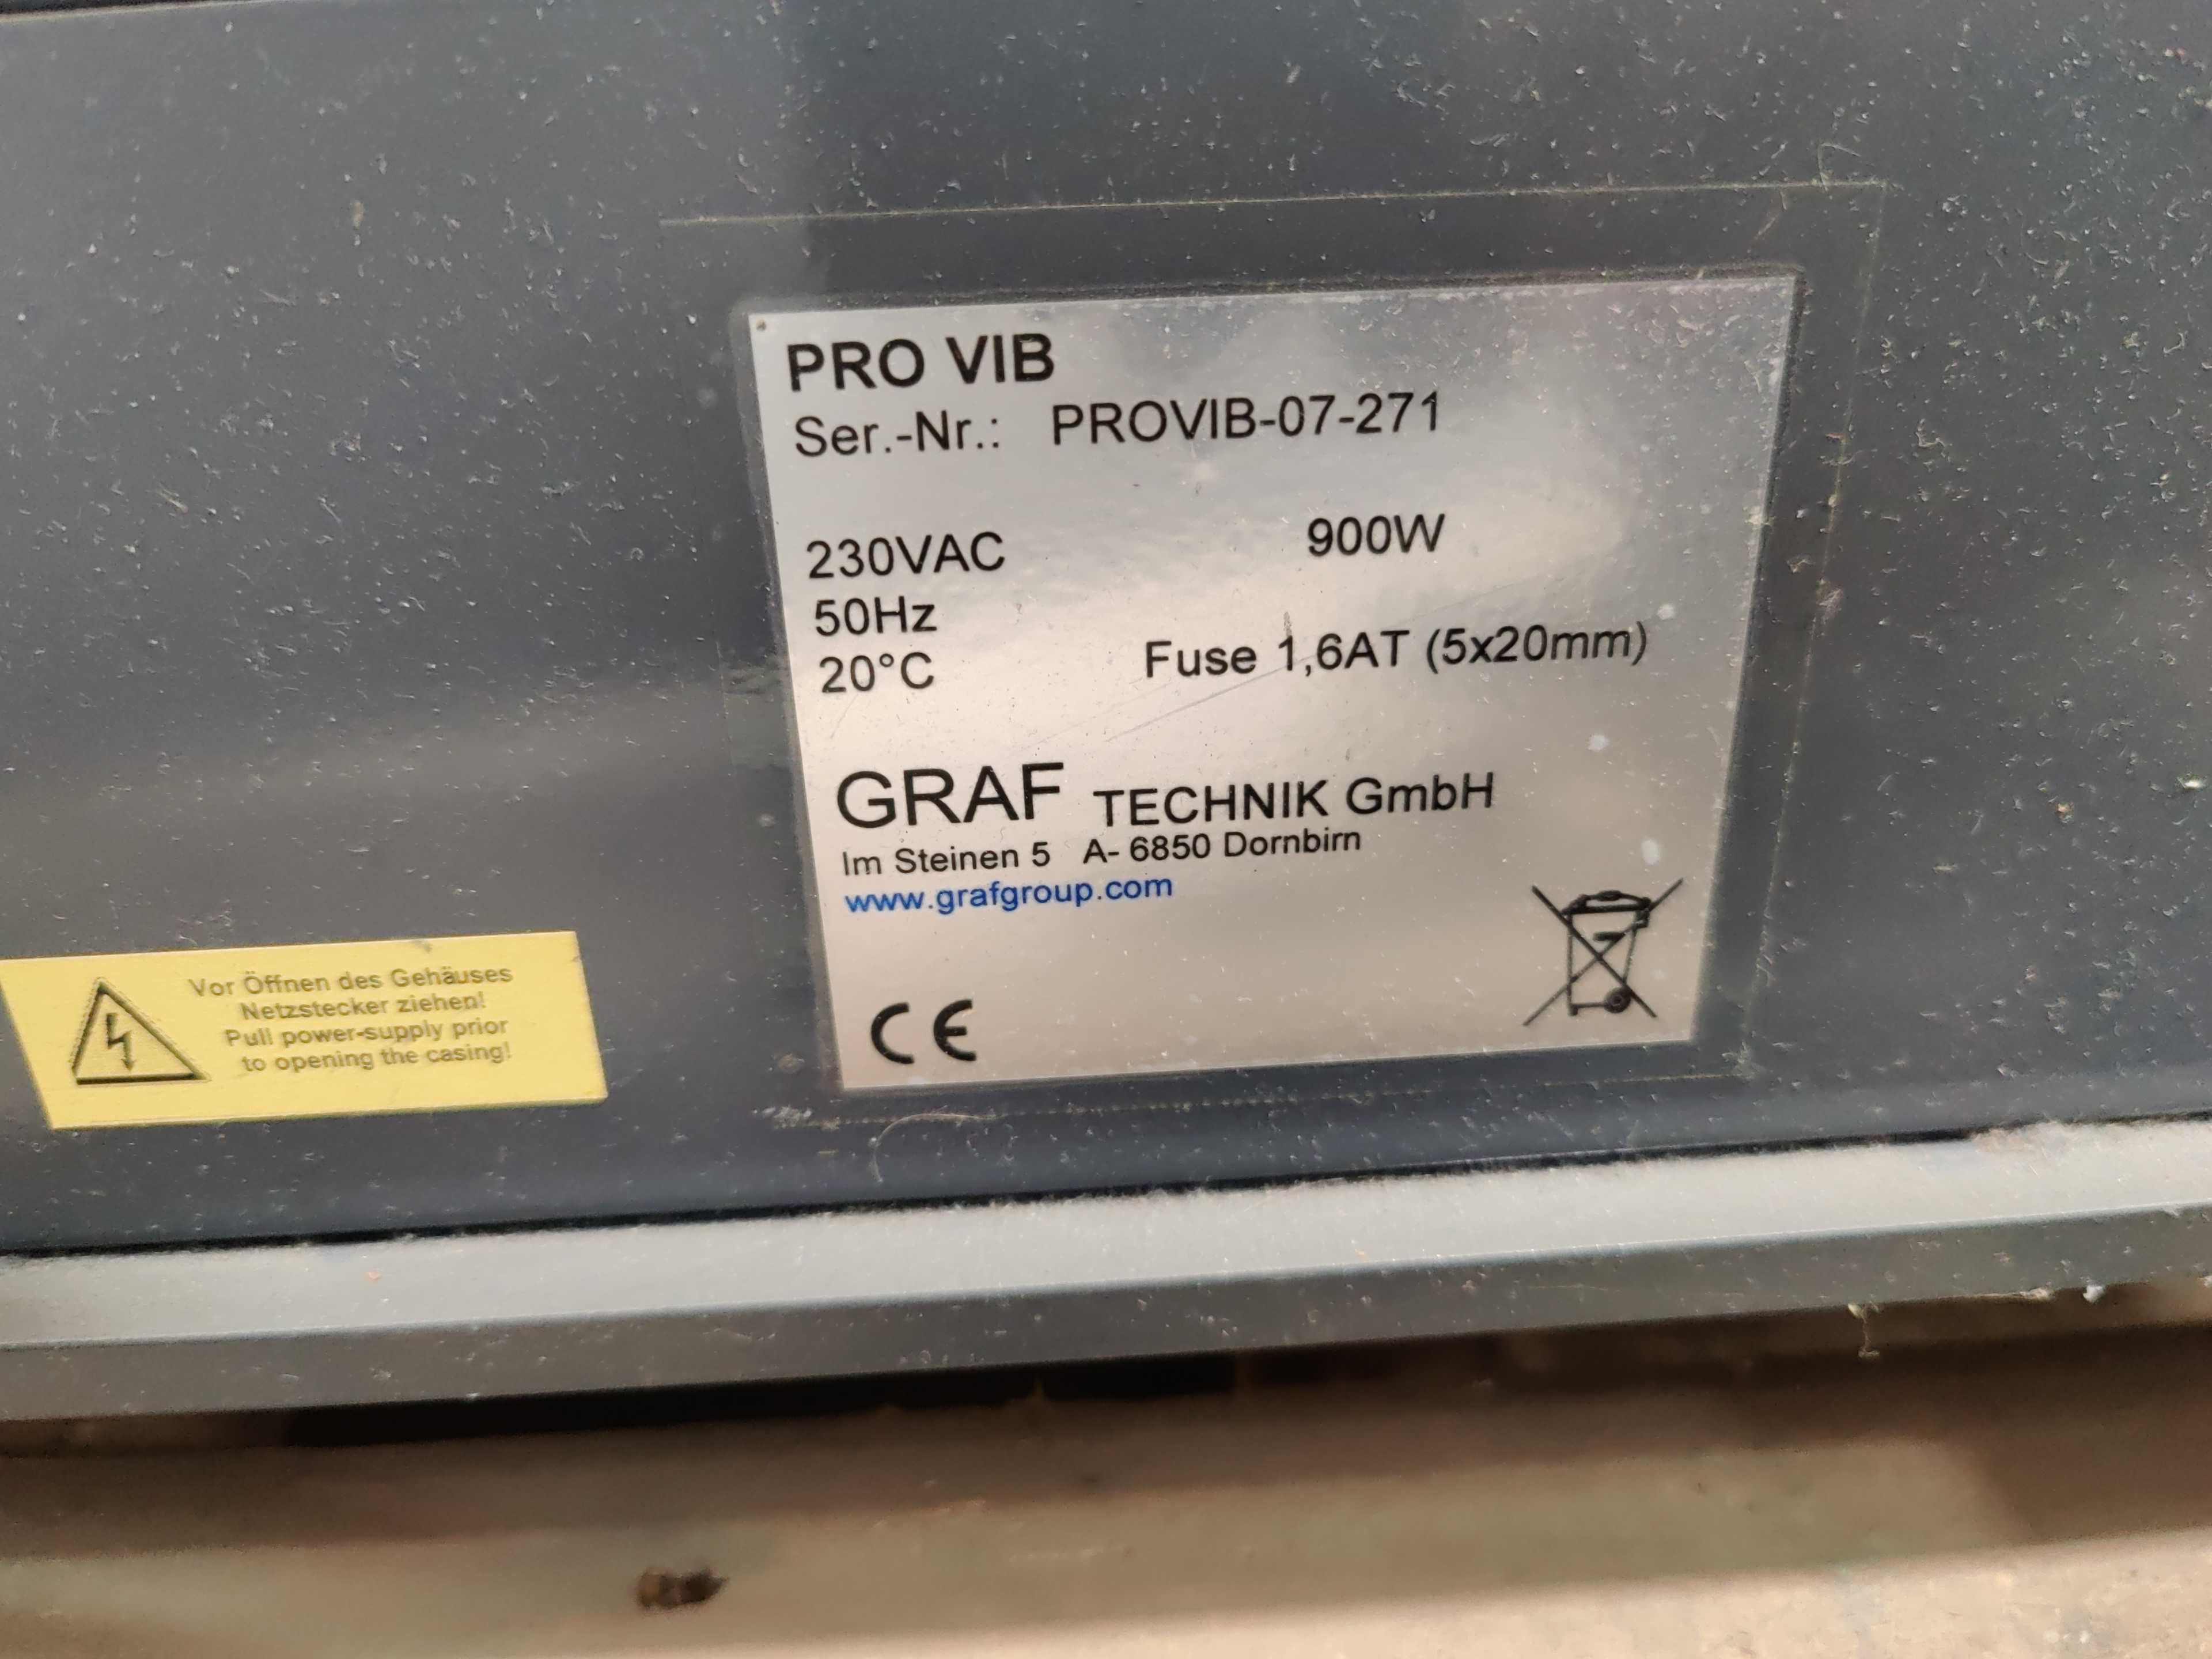 PRO VIB
Ser.-Nr.: PROVIB-07-271
230VAC 900W
50Hz
20°C Fuse 1,6AT (5x20mm)
GRAF TECHNIK GmbH
Im Steinen 5 A- 6850 Dornbirn
www.grafgroup.com
CE
Vor Öffnen des Gehäuses
Netzstecker ziehen!
Pull power-supply prior
to opening the casing!